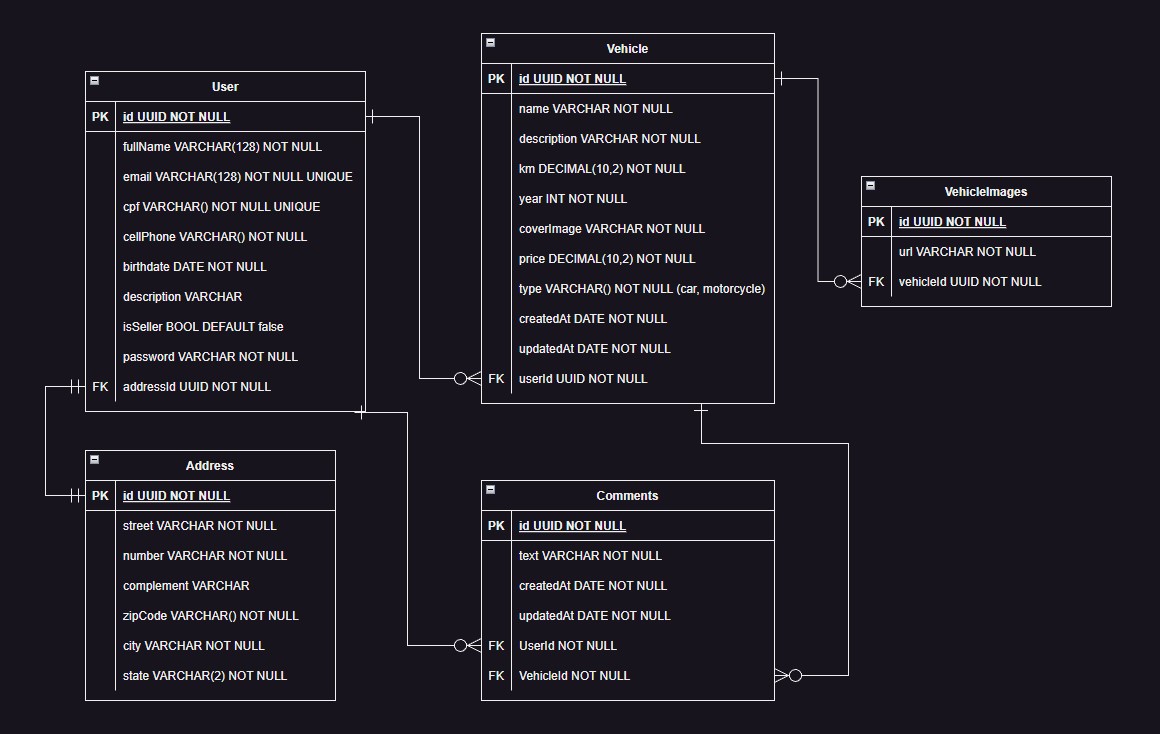 User
PK id UUID NOT NULL
fullName VARCHAR(128) NOT NULL
email VARCHAR(128) NOT NULL UNIQUE
cpf VARCHAR() NOT NULL UNIQUE
cellPhone VARCHAR() NOT NULL
birthdate DATE NOT NULL
description VARCHAR
isSeller BOOL DEFAULT false
password VARCHAR NOT NULL
FK addressId UUID NOT NULL
Address
PK id UUID NOT NULL
street VARCHAR NOT NULL
number VARCHAR NOT NULL
complement VARCHAR
zipCode VARCHAR() NOT NULL
city VARCHAR NOT NULL
state VARCHAR(2) NOT NULL
Vehicle
PK id UUID NOT NULL
name VARCHAR NOT NULL
description VARCHAR NOT NULL
km DECIMAL(10,2) NOT NULL
year INT NOT NULL
coverImage VARCHAR NOT NULL
price DECIMAL(10,2) NOT NULL
type VARCHAR() NOT NULL (car, motorcycle)
createdAt DATE NOT NULL
updatedAt DATE NOT NULL
FK userId UUID NOT NULL
Comments
PK id UUID NOT NULL
text VARCHAR NOT NULL
createdAt DATE NOT NULL
updatedAt DATE NOT NULL
FK UserId NOT NULL
FK VehicleId NOT NULL
VehicleImages
PK id UUID NOT NULL
url VARCHAR NOT NULL
FK vehicleId UUID NOT NULL